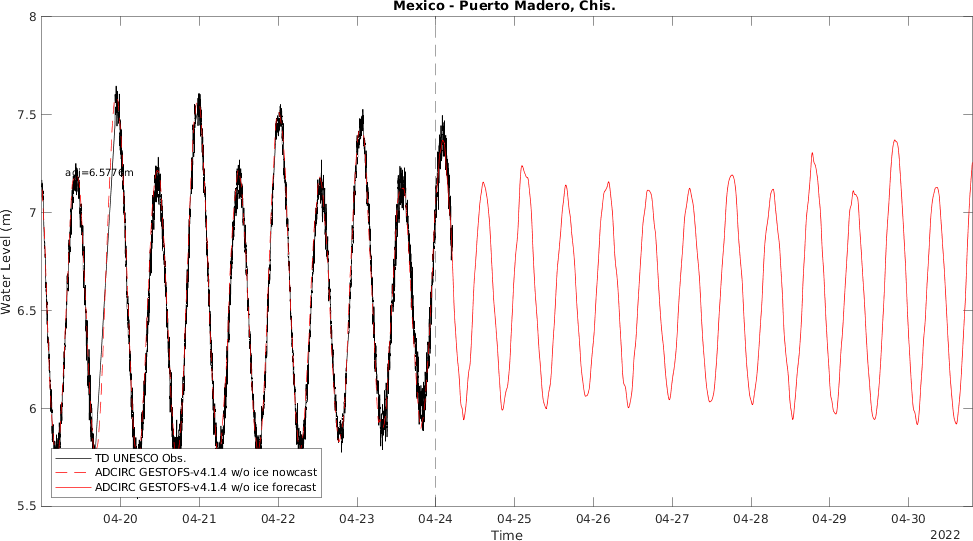 Mexico - Puerto Madero, Chis.
8
7.5
7
6.5
6
5.5
Water Level (m)
adj=6.5776m
TD UNESCO Obs.
ADCIRC GESTOFS-v4.1.4 w/o ice nowcast
ADCIRC GESTOFS-v4.1.4 w/o ice forecast
04-20 04-21 04-22 04-23 04-24 04-25 04-26 04-27 04-28 04-29 04-30
Time
2022